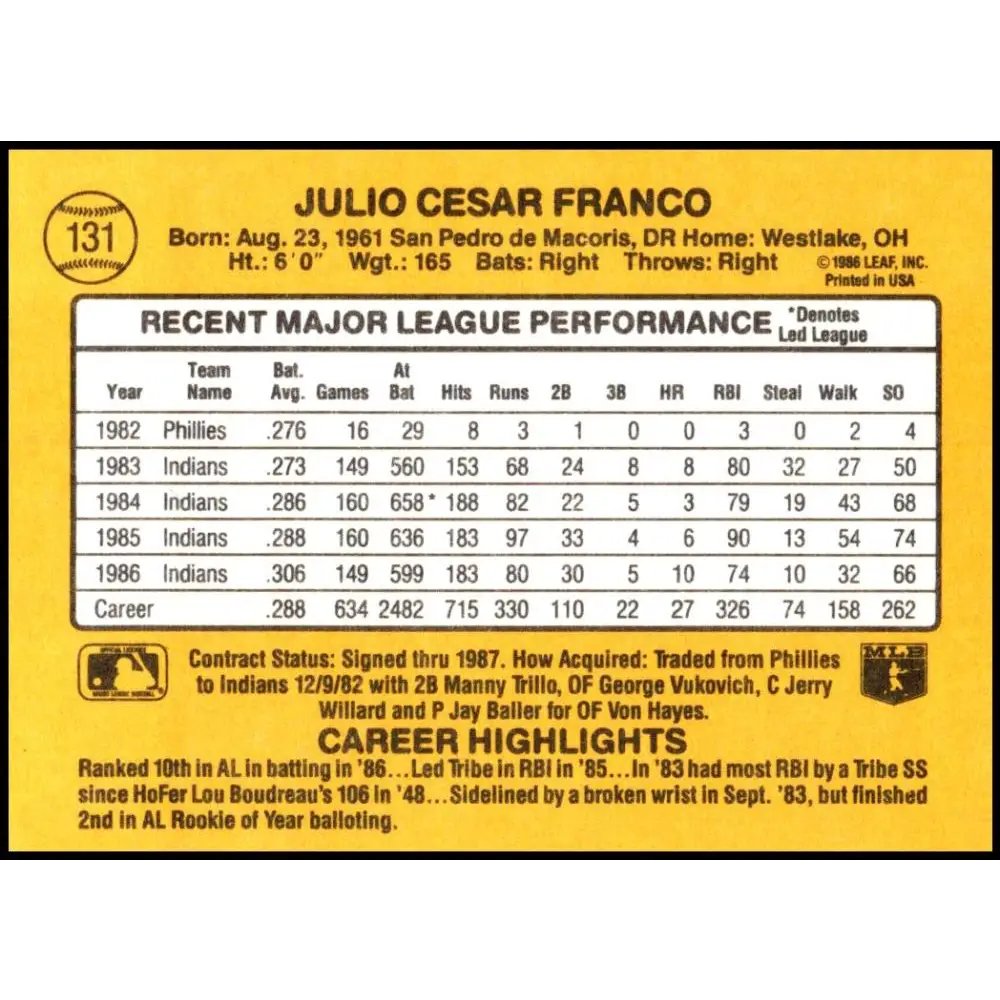 JULIO CESAR FRANCO
131
Born: Aug. 23, 1961 San Pedro de Macoris, DR Home: Westlake, OH
Ht.: 6'0" Wgt.: 165 Bats: Right Throws: Right ©1986 LEAF, INC.
Printed in USA
RECENT MAJOR LEAGUE PERFORMANCE *Denotes Led League
Year Team Name Bat. Avg. Games At Bat Hits Runs 2B 3B HR RBI Steal Walk SO
1982 Phillies .276 16 29 8 3 1 0 0 3 0 2 4
1983 Indians .273 149 560 153 68 24 8 8 80 32 27 50
1984 Indians .286 160 658* 188 82 22 5 3 79 19 43 68
1985 Indians .288 160 636 183 97 33 4 6 90 13 54 74
1986 Indians .306 149 599 183 80 30 5 10 74 10 32 66
Career .288 634 2482 715 330 110 22 27 326 74 158 262
Contract Status: Signed thru 1987. How Acquired: Traded from Phillies
to Indians 12/9/82 with 2B Manny Trillo, OF George Vukovich, C Jerry
Willard and P Jay Baller for OF Von Hayes.
MLB
CAREER HIGHLIGHTS
Ranked 10th in AL in batting in '86...Led Tribe in RBI in '85...In '83 had most RBI by a Tribe SS
since HoFer Lou Boudreau's 106 in '48...Sidelined by a broken wrist in Sept. '83, but finished
2nd in AL Rookie of Year balloting.